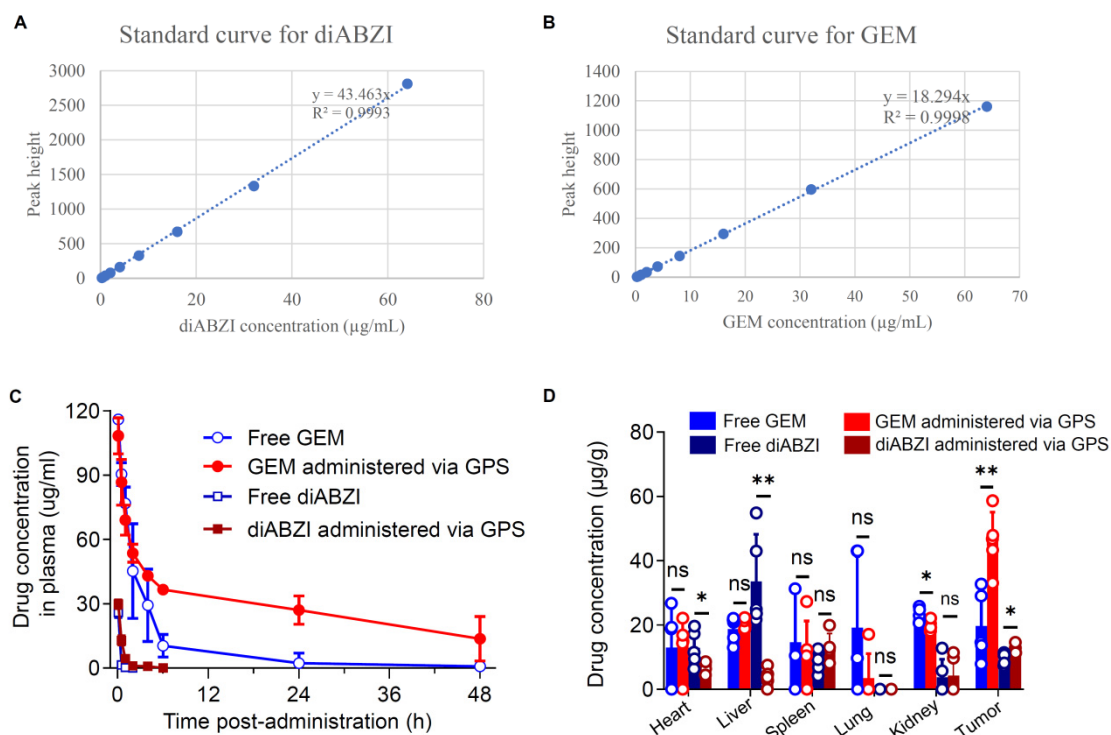 A
Standard curve for diABZI
3000
2500
2000
1500
1000
500
0
Peak height
y = 43.463x
R² = 0.9993
0 20 40 60 80
diABZI concentration (µg/mL)
B
Standard curve for GEM
1400
1200
1000
800
600
400
200
0
Peak height
y = 18.294x
R² = 0.9998
0 10 20 30 40 50 60 70
GEM concentration (µg/mL)
C
120
90
60
30
0
Drug concentration
in plasma (ug/ml)
Free GEM
GEM administered via GPS
Free diABZI
diABZI administered via GPS
0 12 24 36 48
Time post-administration (h)
D
Free GEM
GEM administered via GPS
Free diABZI
diABZI administered via GPS
80
60
40
20
0
Drug concentration (µg/g)
ns * ns ** ns ns ns ns * ns ** *
Heart Liver Spleen Lung Kidney Tumor